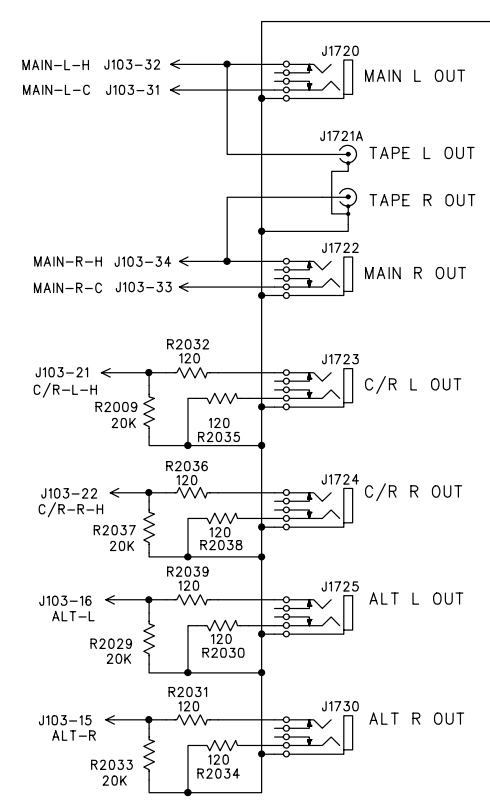 J1720
MAIN-L-H J103-32
MAIN L OUT
MAIN-L-C J103-31
J1721A
TAPE L OUT
TAPE R OUT
J1722
MAIN-R-H J103-34
MAIN R OUT
MAIN-R-C J103-33
R2032
120
J1723
J103-21
C/R-L-H
C/R L OUT
R2009
20K
120
R2035
R2036
120
J1724
J103-22
C/R-R-H
C/R R OUT
R2037
20K
120
R2038
R2039
120
J1725
J103-16
ALT-L
ALT L OUT
R2029
20K
120
R2030
R2031
120
J1730
J103-15
ALT-R
ALT R OUT
R2033
20K
120
R2034